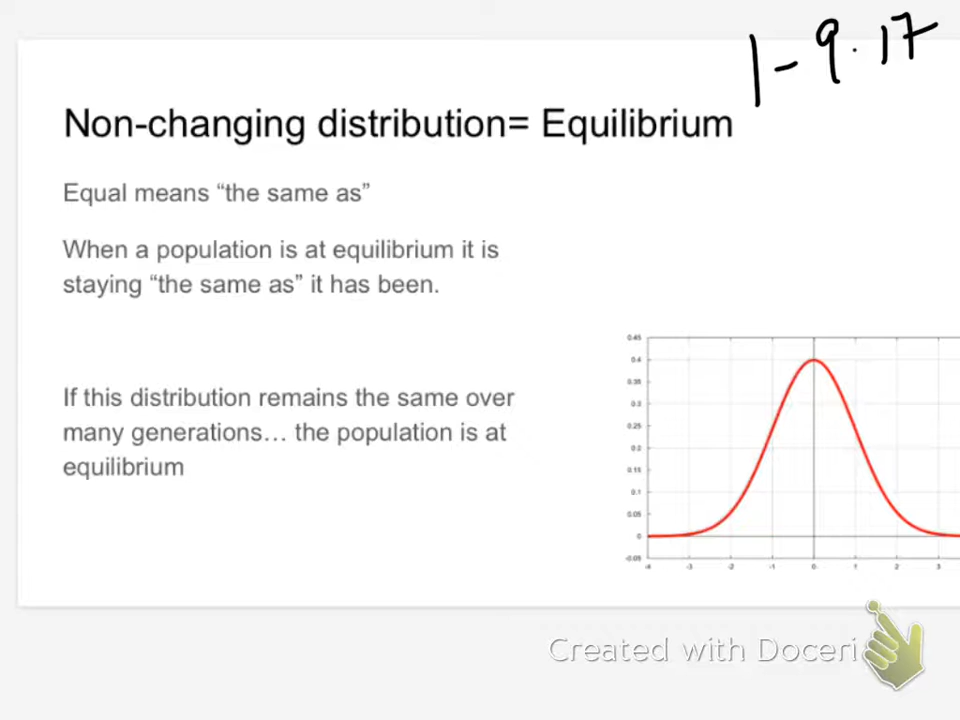 1-9.17
Non-changing distribution= Equilibrium
Equal means “the same as”
When a population is at equilibrium it is
staying “the same as” it has been.
If this distribution remains the same over
many generations… the population is at
equilibrium
0.45
0.4
0.35
0.3
0.25
0.2
0.15
0.1
0.05
0
-0.05
-4 -3 -2 -1 0 1 2 3
Created with Doceri